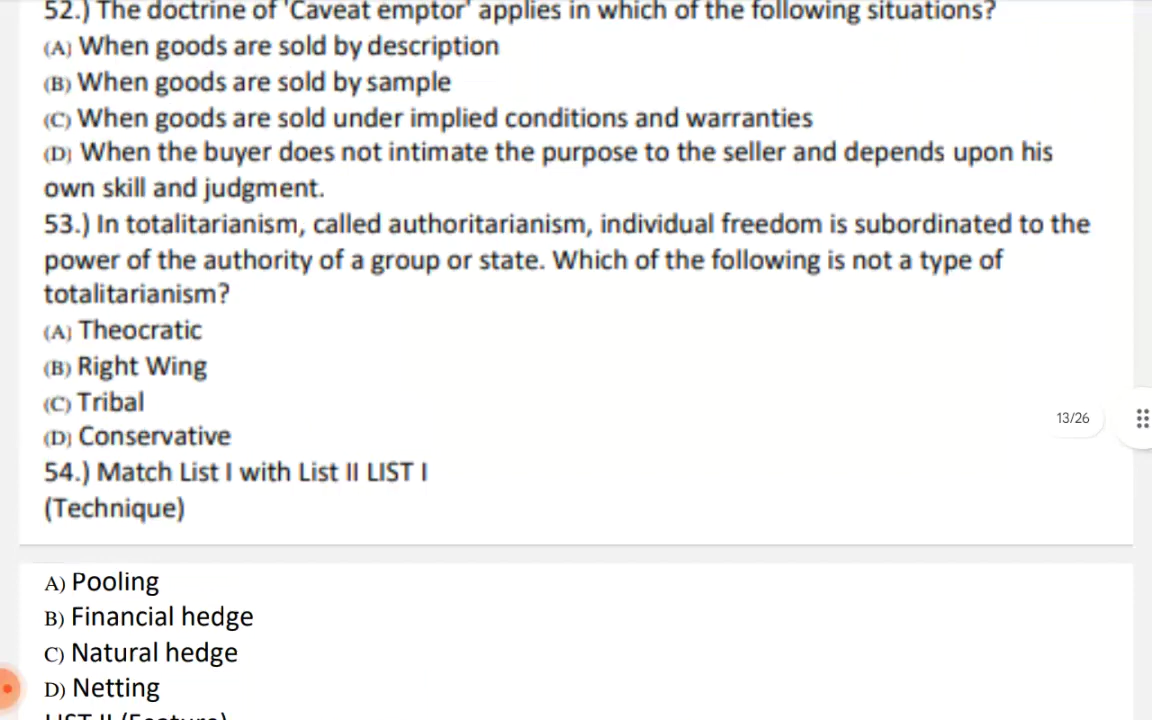 52.) The doctrine of 'Caveat emptor' applies in which of the following situations?
(A) When goods are sold by description
(B) When goods are sold by sample
(C) When goods are sold under implied conditions and warranties
(D) When the buyer does not intimate the purpose to the seller and depends upon his
own skill and judgment.
53.) In totalitarianism, called authoritarianism, individual freedom is subordinated to the
power of the authority of a group or state. Which of the following is not a type of
totalitarianism?
(A) Theocratic
(B) Right Wing
(C) Tribal
13/26
(D) Conservative
54.) Match List I with List II LIST I
(Technique)
A) Pooling
B) Financial hedge
C) Natural hedge
D) Netting
LIST II (Feature)